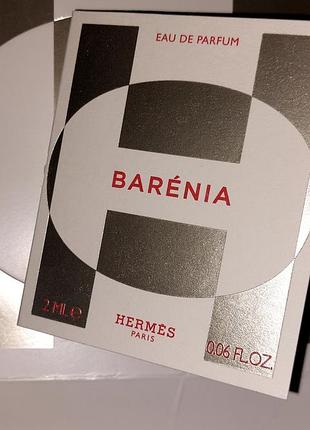 EAU DE PARFUM
BARÉNIA
2 ML℮
HERMÈS
PARIS
0.06 FL.OZ.